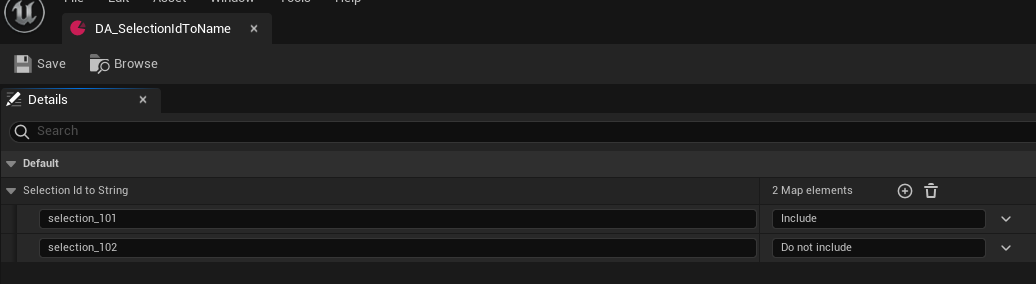 File Edit Asset Window Tools Help
DA_SelectionIdToName
Save Browse
Details
Search
Default
Selection Id to String 2 Map elements
selection_101 Include
selection_102 Do not include